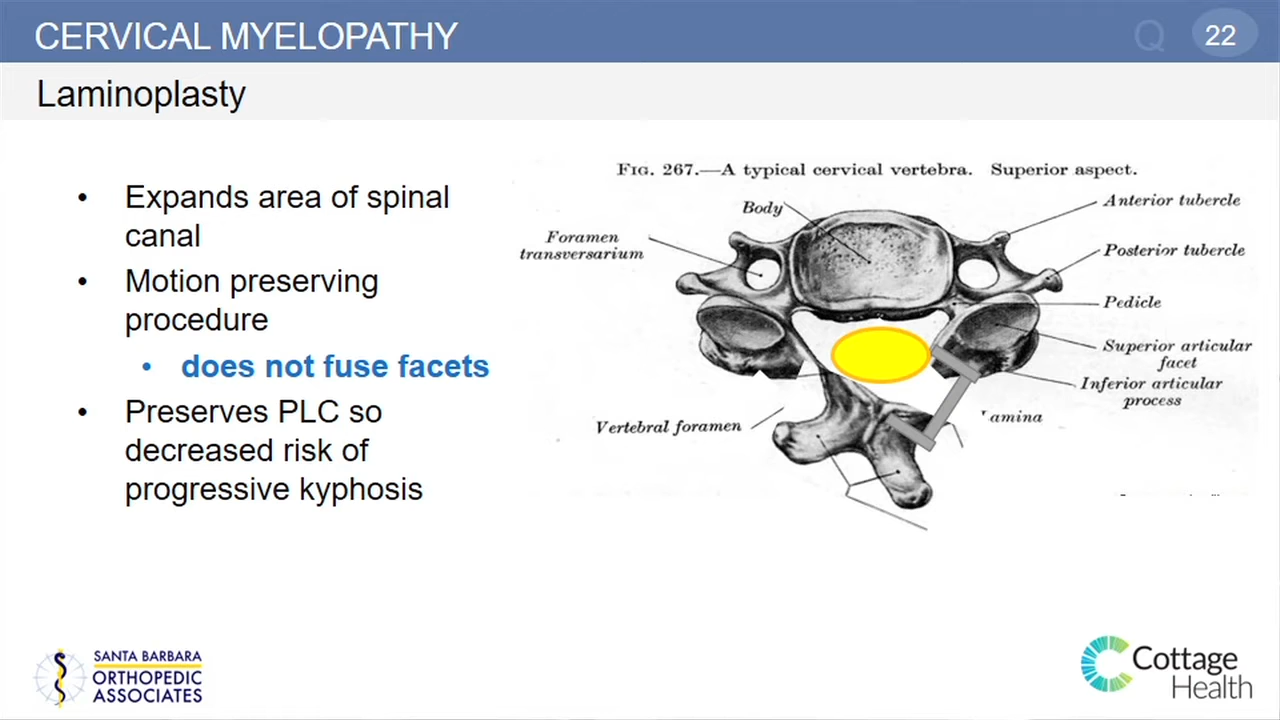 CERVICAL MYELOPATHY
Q
22
Laminoplasty
• Expands area of spinal
canal
• Motion preserving
procedure
• does not fuse facets
• Preserves PLC so
decreased risk of
progressive kyphosis
FIG. 267.—A typical cervical vertebra. Superior aspect.
Body
Anterior tubercle
Foramen
transversarium
Posterior tubercle
Pedicle
Superior articular
facet
Inferior articular
process
amina
Vertebral foramen
SANTA BARBARA
ORTHOPEDIC
ASSOCIATES
Cottage
Health